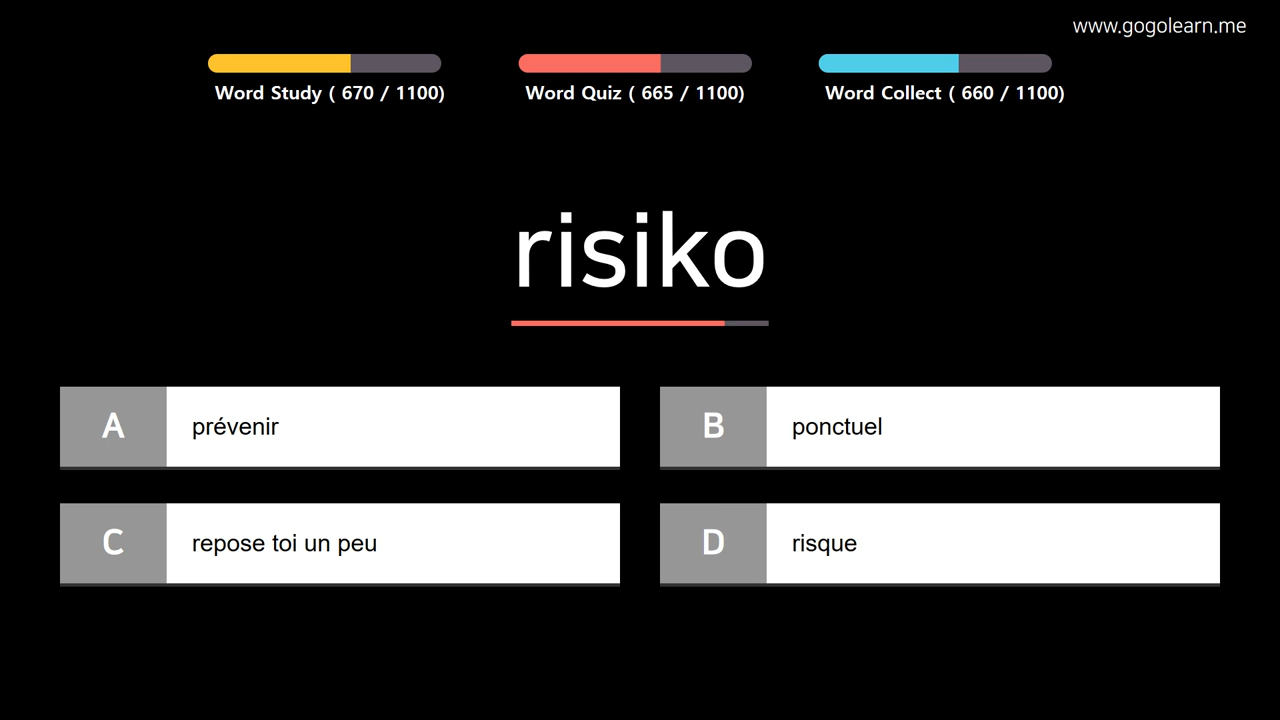 www.gogolearn.me
Word Study ( 670 / 1100)
Word Quiz ( 665 / 1100)
Word Collect ( 660 / 1100)
risiko
A
prévenir
B
ponctuel
C
repose toi un peu
D
risque